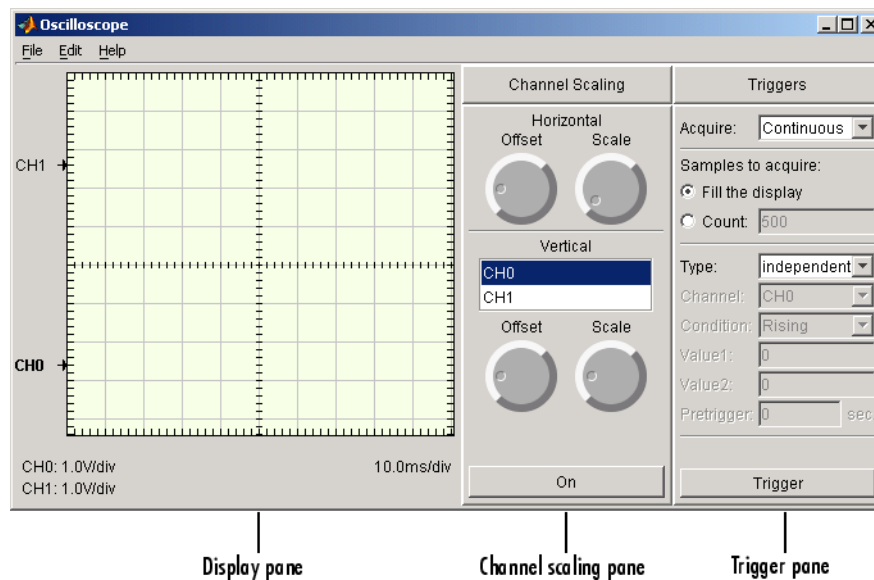 Oscilloscope
File Edit Help
Channel Scaling
Triggers
Horizontal
Offset Scale
Acquire: Continuous
Samples to acquire:
Fill the display
Count: 500
CH1
CH0
Vertical
CH0
CH1
Offset Scale
Type: independent
Channel: CH0
Condition: Rising
Value1: 0
Value2: 0
Pretrigger: 0 sec
CH0: 1.0V/div
CH1: 1.0V/div
10.0ms/div
On
Trigger
Display pane
Channel scaling pane
Trigger pane